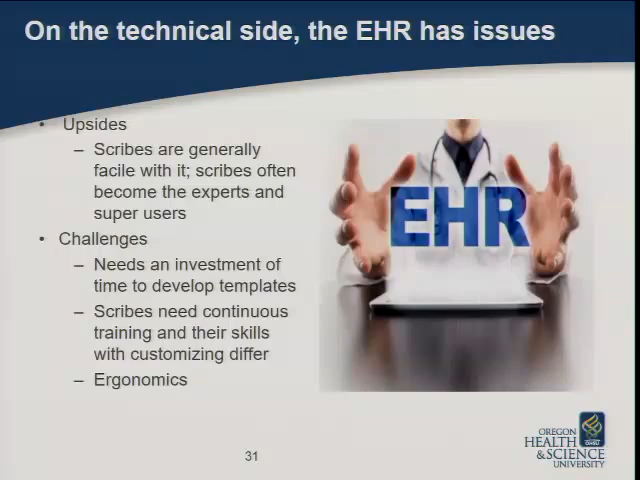 On the technical side, the EHR has issues
• Upsides
– Scribes are generally
facile with it; scribes often
become the experts and
super users
• Challenges
– Needs an investment of
time to develop templates
– Scribes need continuous
training and their skills
with customizing differ
– Ergonomics
EHR
31
OREGON
HEALTH
& SCIENCE
UNIVERSITY